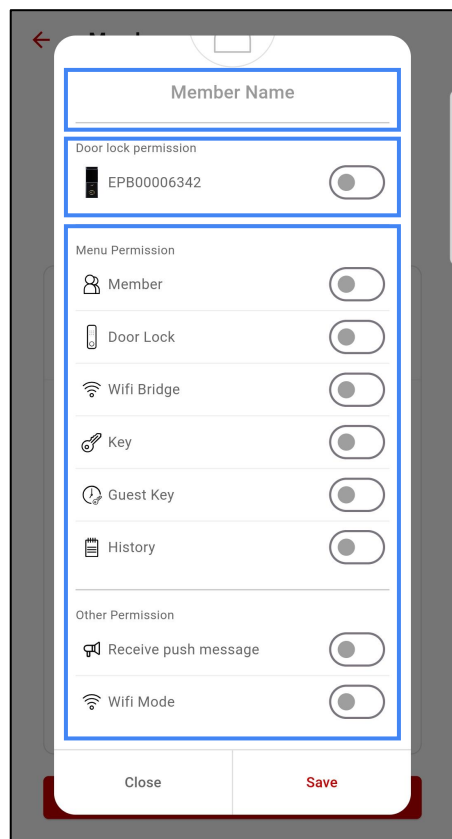 Member Name
Door lock permission
EPB00006342
Menu Permission
Member
Door Lock
Wifi Bridge
Key
Guest Key
History
Other Permission
Receive push message
Wifi Mode
Close
Save